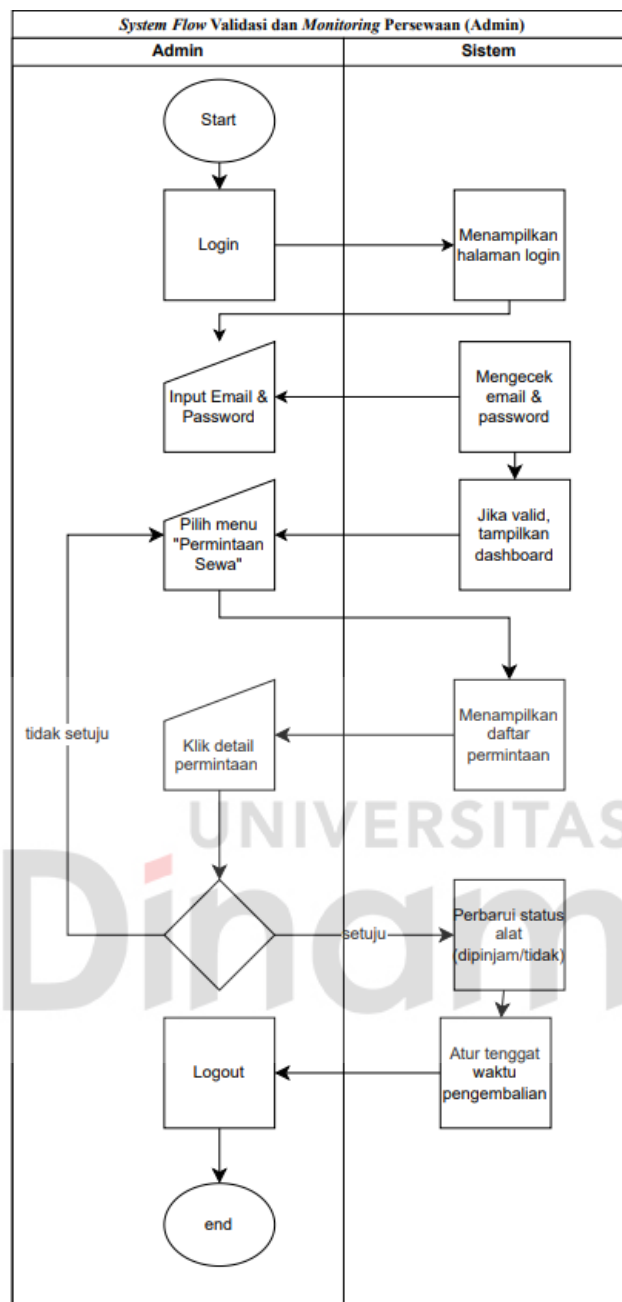 System Flow Validasi dan Monitoring Persewaan (Admin)
Admin
Sistem
Start
Login
Menampilkan
halaman login
Input Email &
Password
Mengecek
email &
password
Pilih menu
"Permintaan
Sewa"
Jika valid,
tampilkan
dashboard
tidak setuju
Klik detail
permintaan
Menampilkan
daftar
permintaan
UNIVERSITAS
Dinam
setuju
Perbarui status
alat
(dipinjam/tidak)
Logout
Atur tenggat
waktu
pengembalian
end